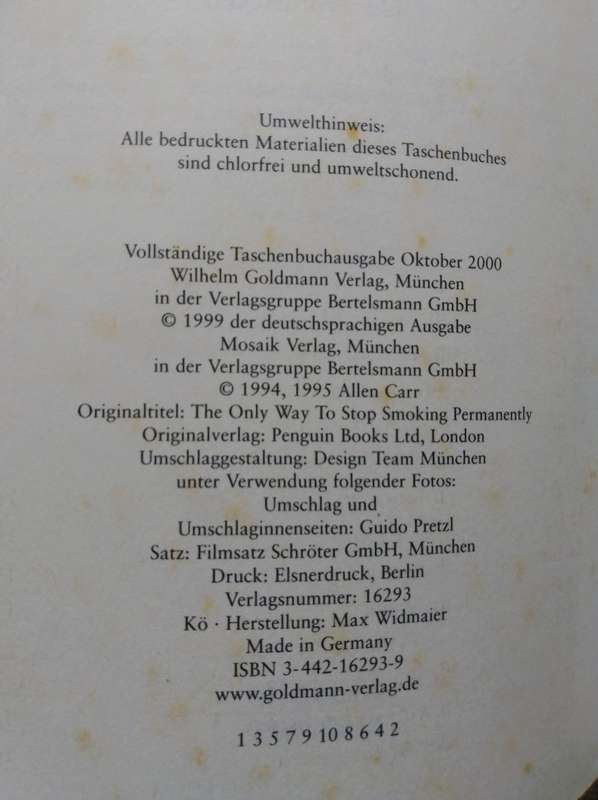 Umwelthinweis:
Alle bedruckten Materialien dieses Taschenbuches
sind chlorfrei und umweltschonend.
Vollständige Taschenbuchausgabe Oktober 2000
Wilhelm Goldmann Verlag, München
in der Verlagsgruppe Bertelsmann GmbH
© 1999 der deutschsprachigen Ausgabe
Mosaik Verlag, München
in der Verlagsgruppe Bertelsmann GmbH
© 1994, 1995 Allen Carr
Originaltitel: The Only Way To Stop Smoking Permanently
Originalverlag: Penguin Books Ltd, London
Umschlaggestaltung: Design Team München
unter Verwendung folgender Fotos:
Umschlag und
Umschlaginnenseiten: Guido Pretzl
Satz: Filmsatz Schröter GmbH, München
Druck: Elsnerdruck, Berlin
Verlagsnummer: 16293
Kö · Herstellung: Max Widmaier
Made in Germany
ISBN 3-442-16293-9
www.goldmann-verlag.de
1 3 5 7 9 10 8 6 4 2